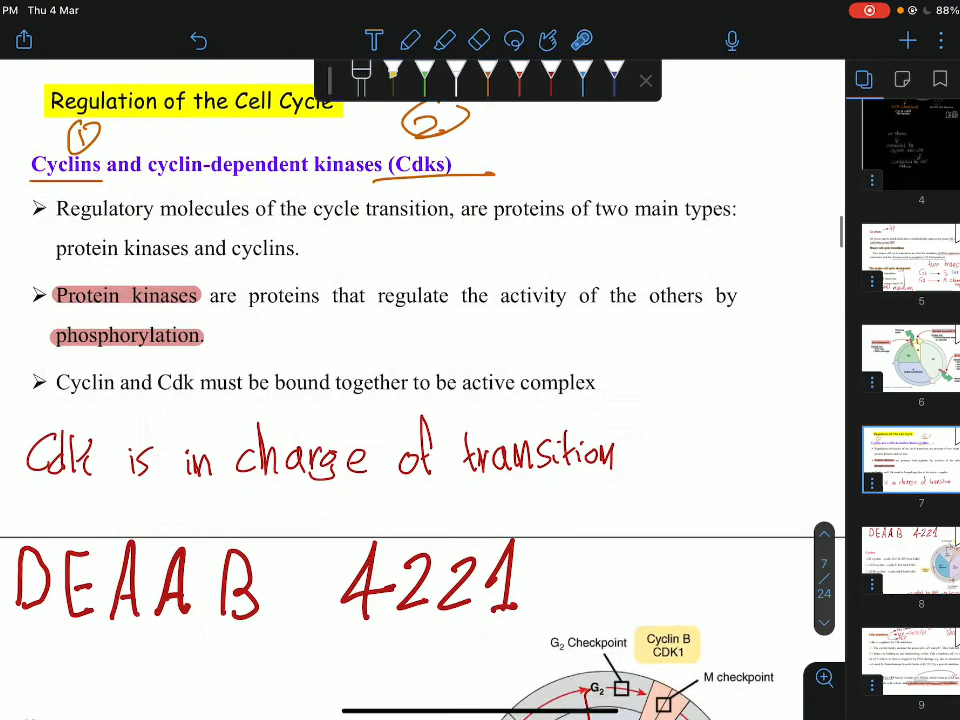 PM Thu 4 Mar
88%
Regulation of the Cell Cycle
1
2
Cyclins and cyclin-dependent kinases (Cdks)
➢ Regulatory molecules of the cycle transition, are proteins of two main types:
protein kinases and cyclins.
➢ Protein kinases are proteins that regulate the activity of the others by
phosphorylation.
➢ Cyclin and Cdk must be bound together to be active complex
Cdk is in charge of transition
DEAAB 4221
G2 Checkpoint
Cyclin B
CDK1
M checkpoint
G2
7
/
24
4
5
6
7
8
9